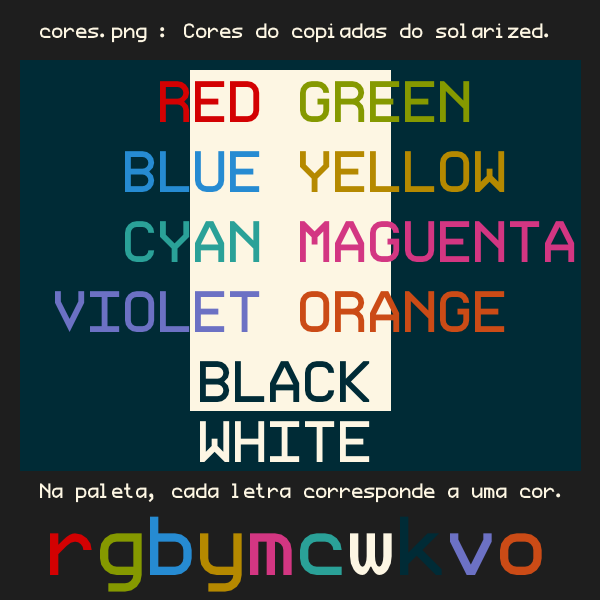 cores.png : Cores do copiadas do solarized.
RED GREEN
BLUE YELLOW
CYAN MAGUENTA
VIOLET ORANGE
BLACK
WHITE
Na paleta, cada letra corresponde a uma cor.
rgbymcwkvo